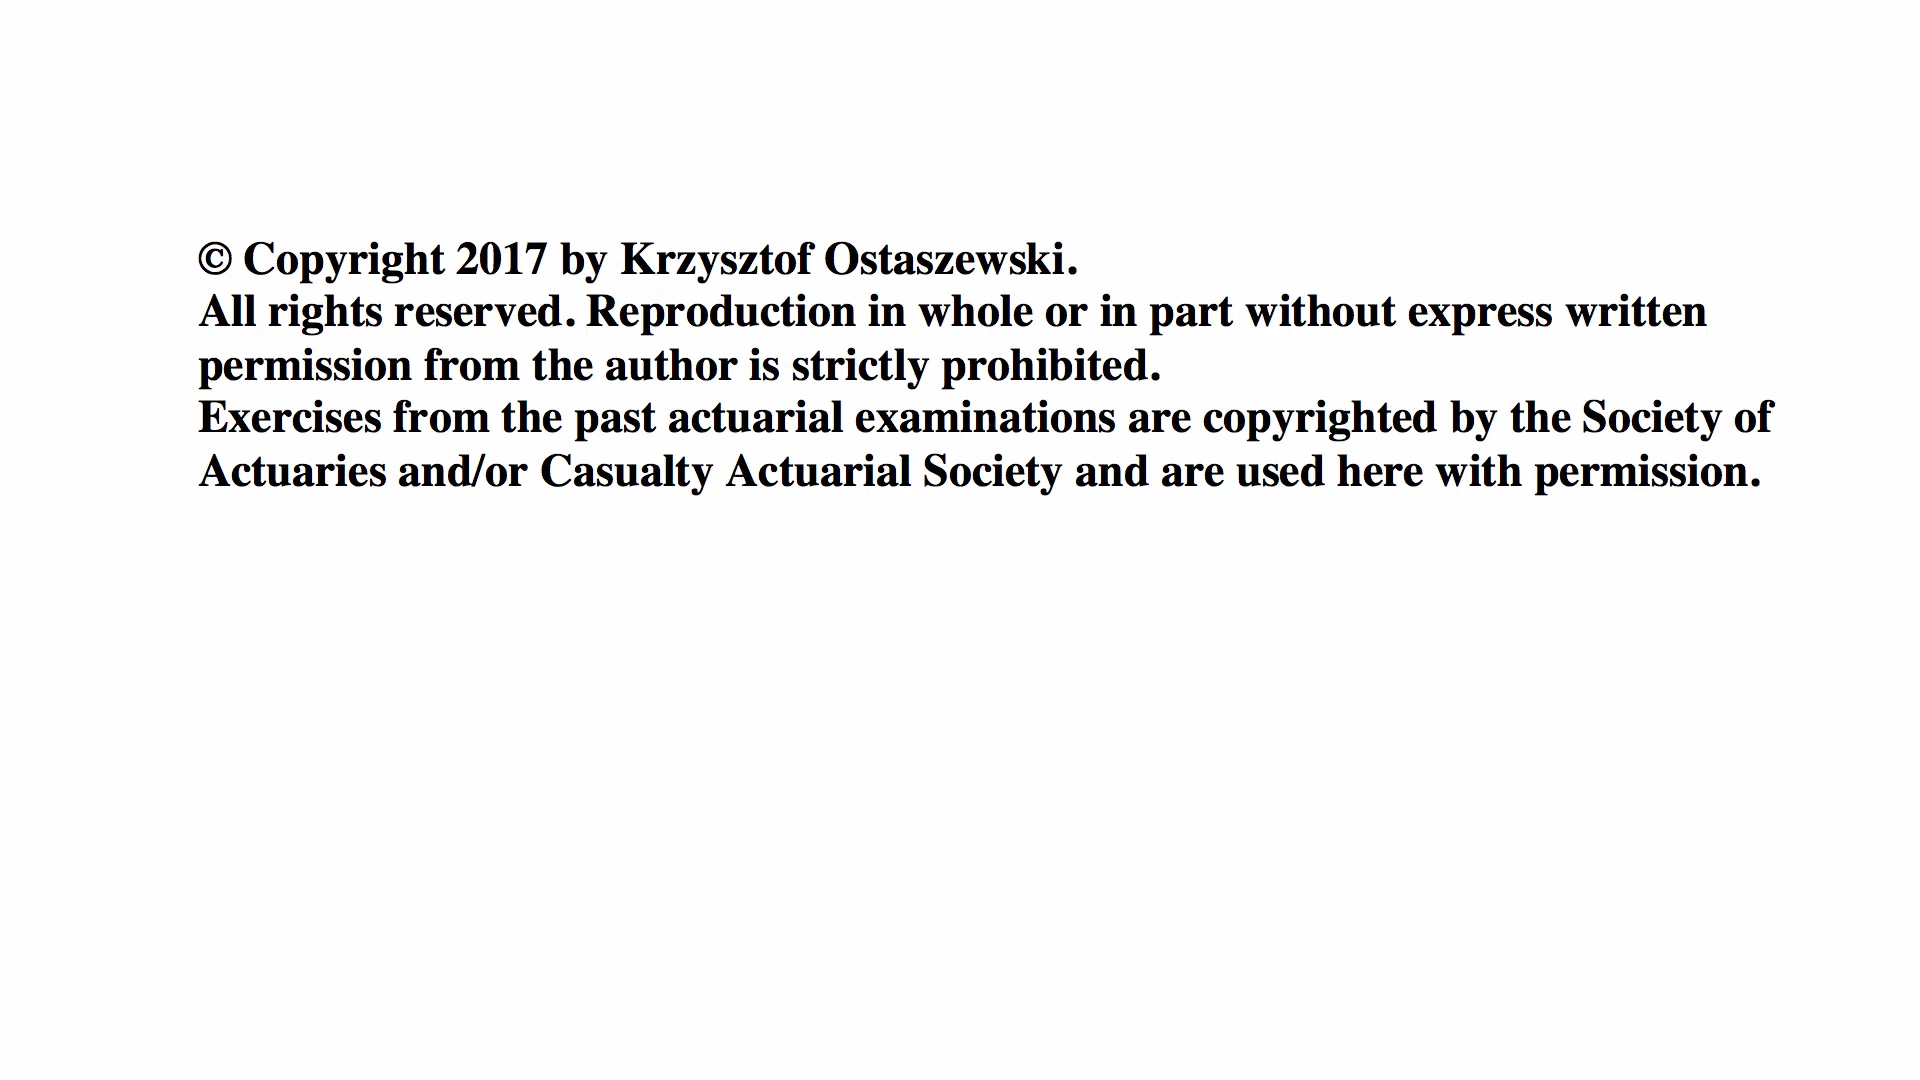 © Copyright 2017 by Krzysztof Ostaszewski.
All rights reserved. Reproduction in whole or in part without express written
permission from the author is strictly prohibited.
Exercises from the past actuarial examinations are copyrighted by the Society of
Actuaries and/or Casualty Actuarial Society and are used here with permission.